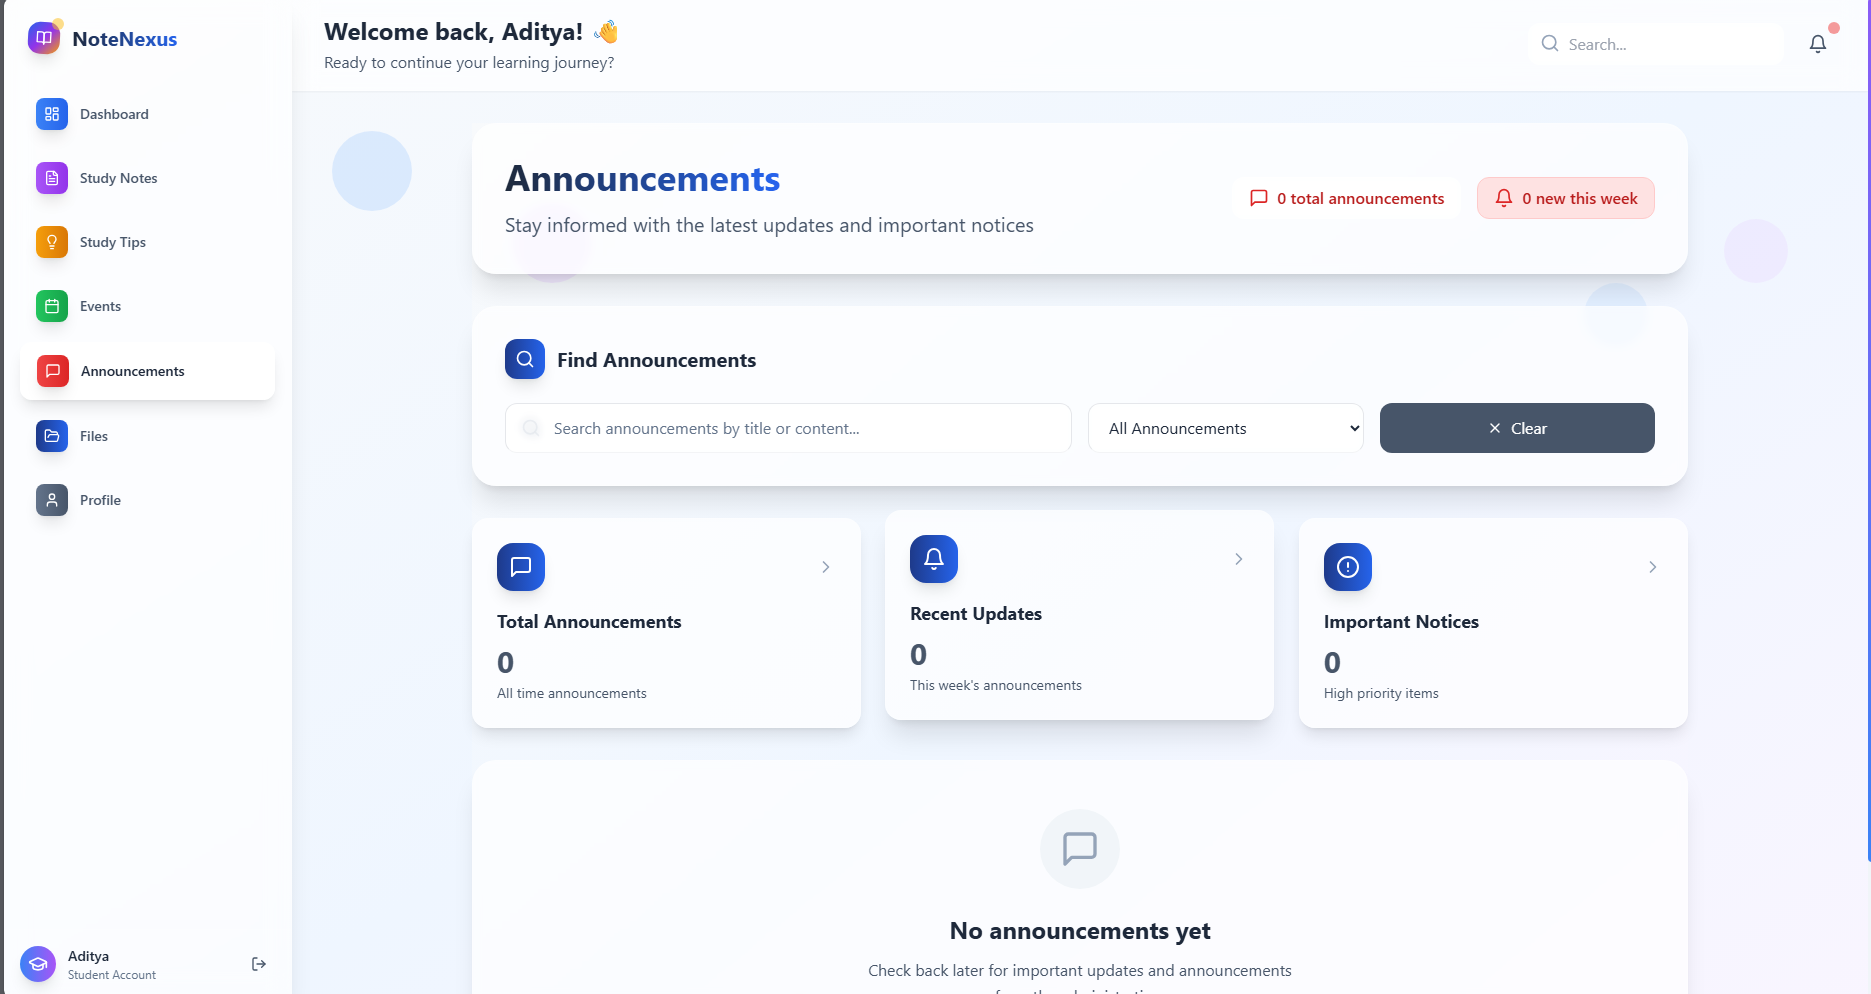 NoteNexus
Dashboard
Study Notes
Study Tips
Events
Announcements
Files
Profile
Aditya
Student Account
Welcome back, Aditya! 👋
Ready to continue your learning journey?
Search...
Announcements
Stay informed with the latest updates and important notices
0 total announcements
0 new this week
Find Announcements
Search announcements by title or content...
All Announcements
Clear
Total Announcements
0
All time announcements
Recent Updates
0
This week's announcements
Important Notices
0
High priority items
No announcements yet
Check back later for important updates and announcements